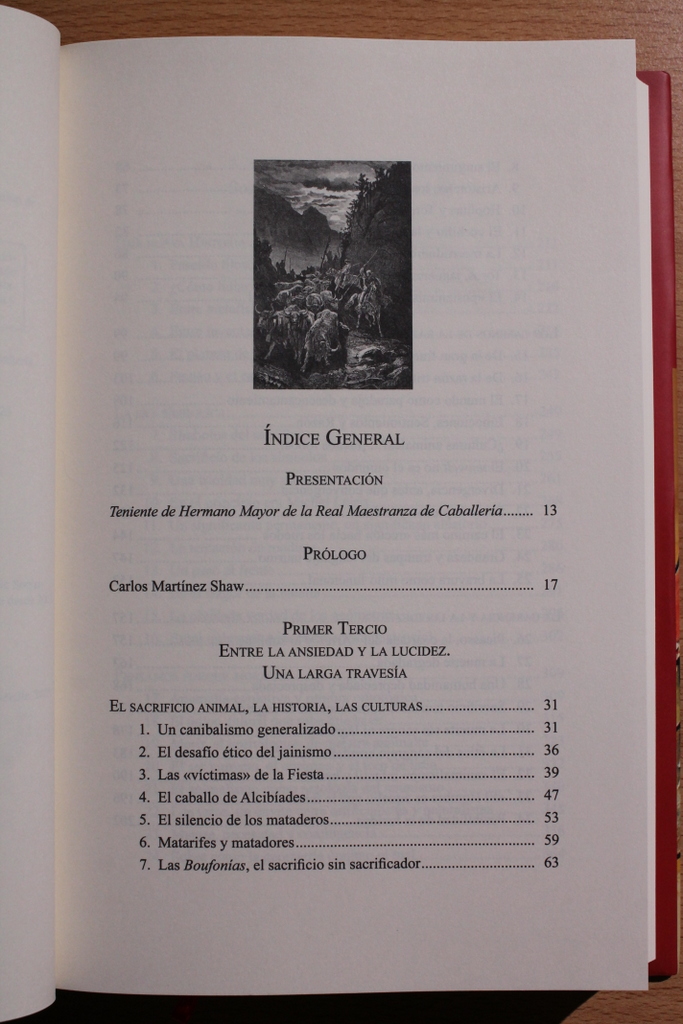 ÍNDICE GENERAL
PRESENTACIÓN
Teniente de Hermano Mayor de la Real Maestranza de Caballería........ 13
PRÓLOGO
Carlos Martínez Shaw............................................................................ 17
PRIMER TERCIO
ENTRE LA ANSIEDAD Y LA LUCIDEZ.
UNA LARGA TRAVESÍA
EL SACRIFICIO ANIMAL, LA HISTORIA, LAS CULTURAS............................. 31
1. Un canibalismo generalizado.................................................... 31
2. El desafío ético del jainismo..................................................... 36
3. Las «víctimas» de la Fiesta....................................................... 39
4. El caballo de Alcibíades............................................................ 47
5. El silencio de los mataderos...................................................... 53
6. Matarifes y matadores............................................................... 59
7. Las Boufonías, el sacrificio sin sacrificador............................. 63